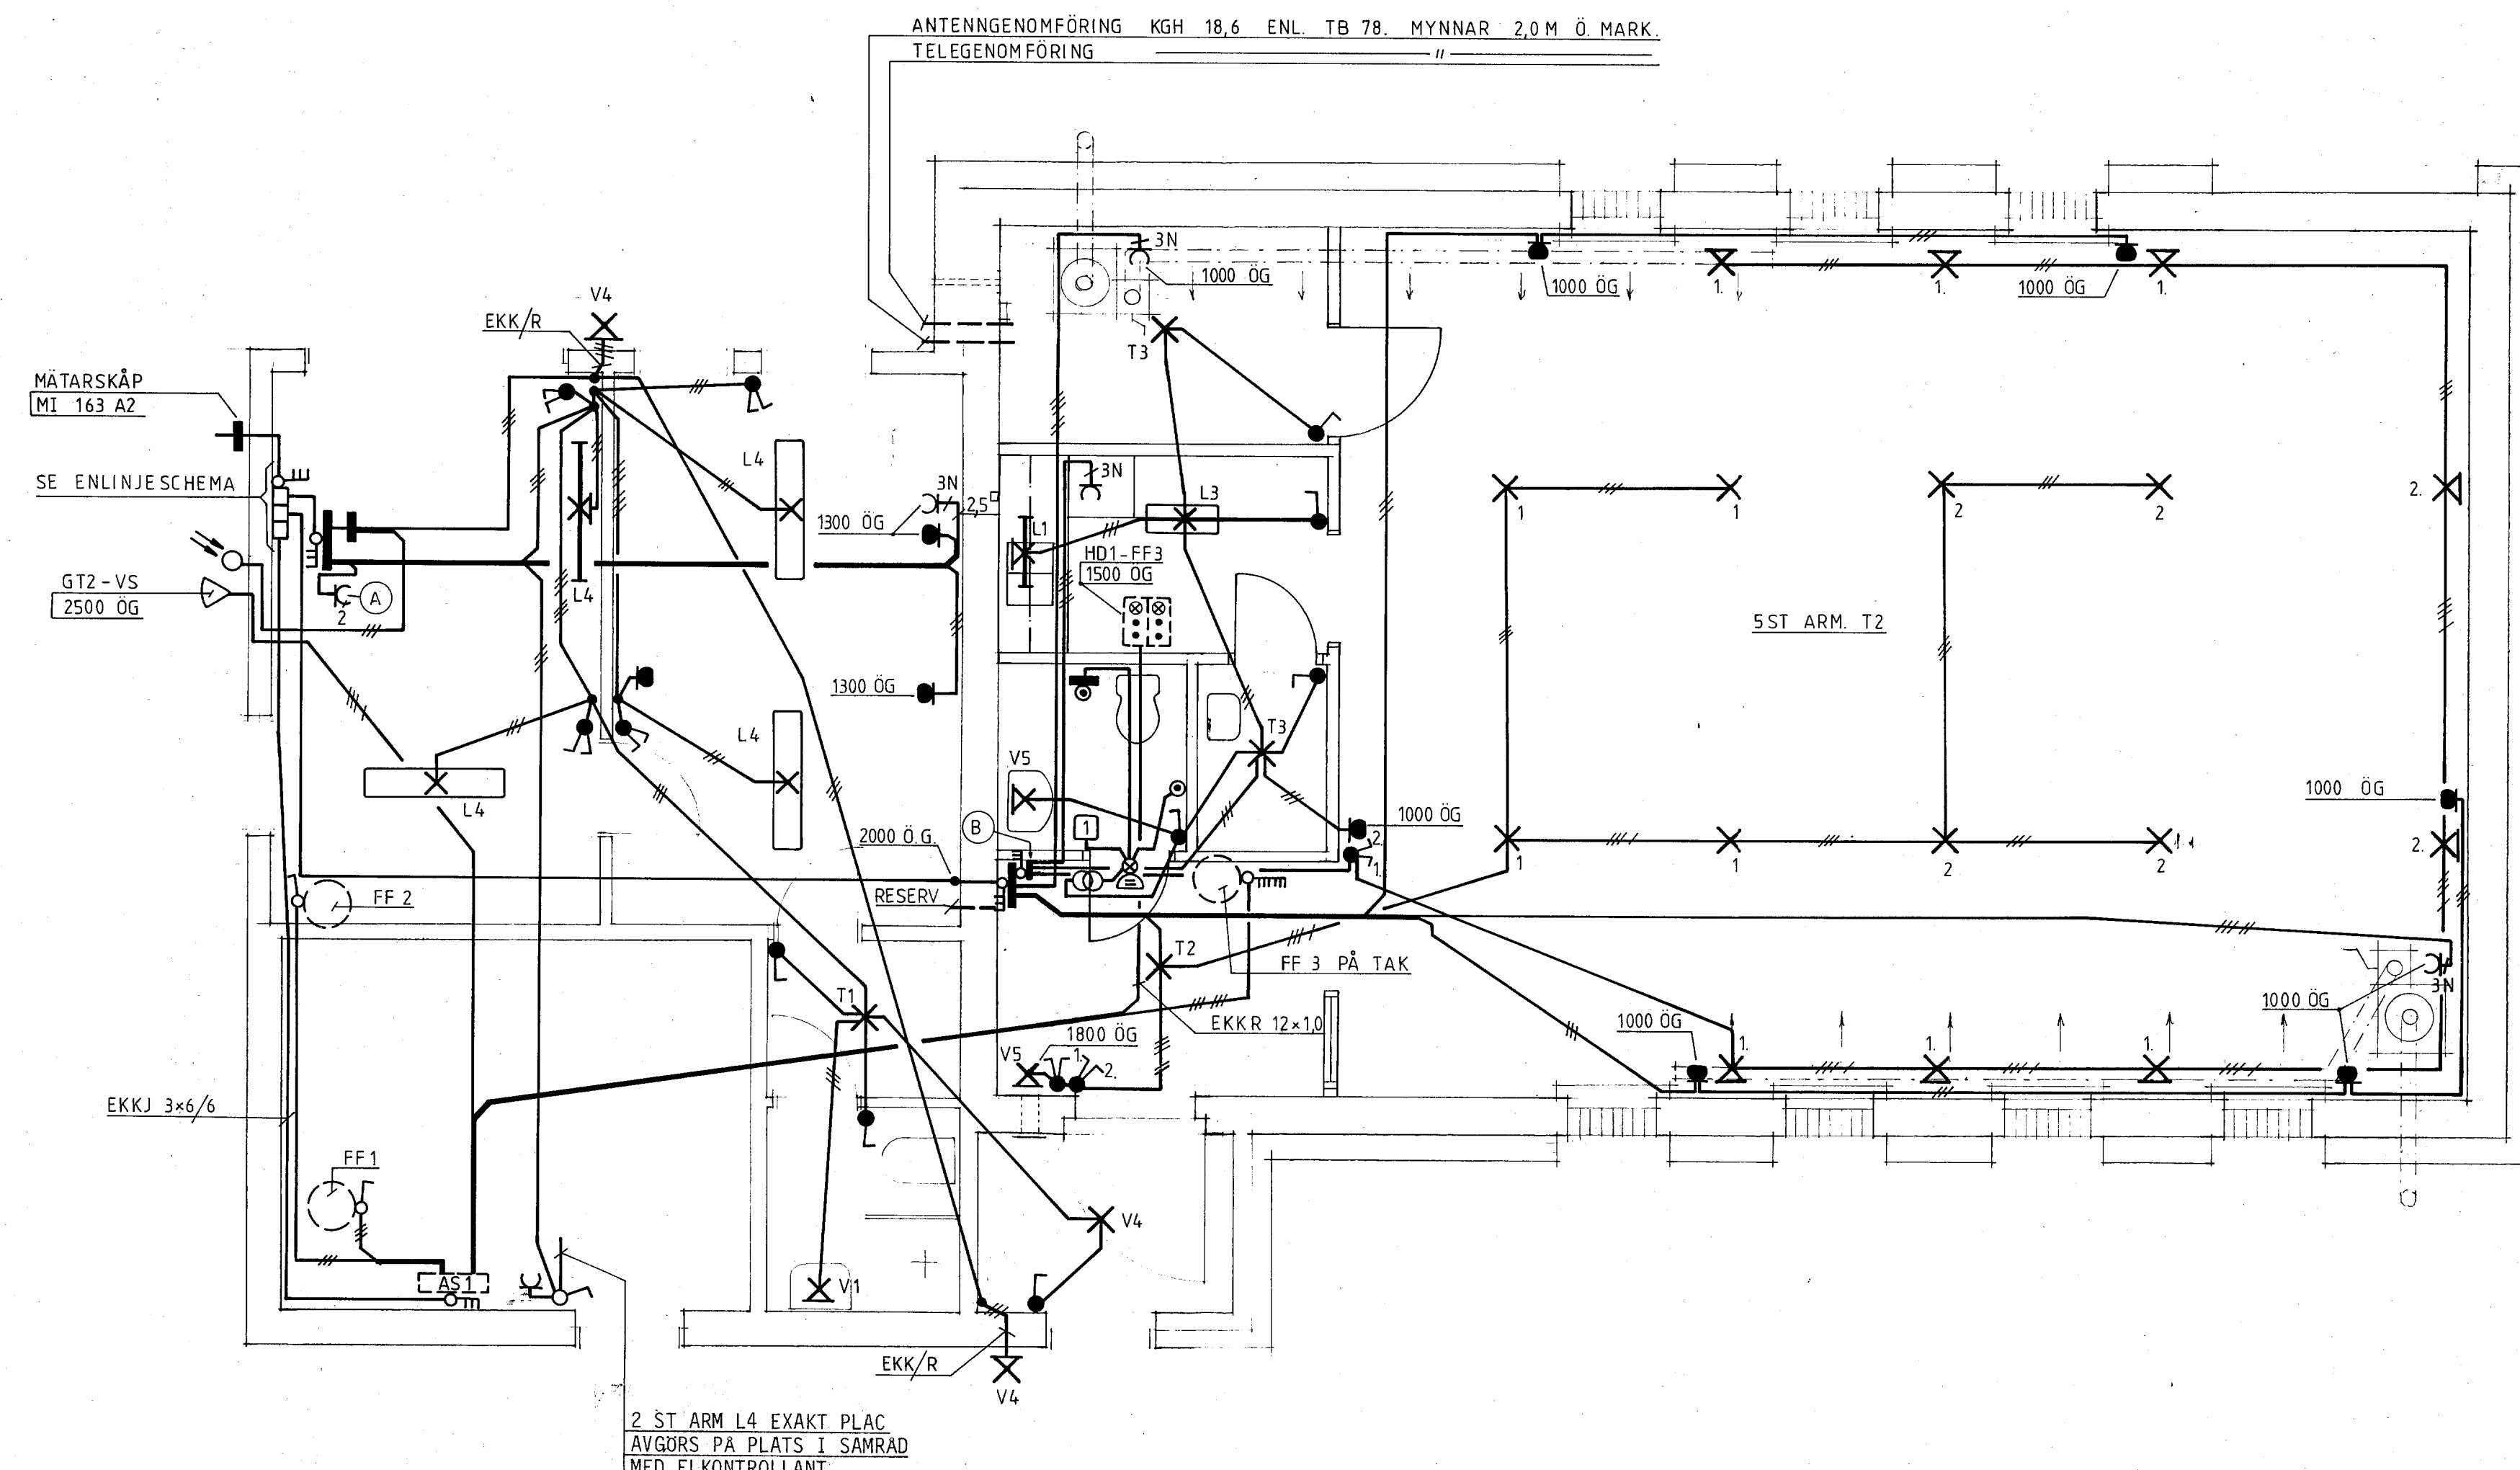 ANTENNGENOMFÖRING KGH 18,6 ENL. TB 78. MYNNAR 2,0 M Ö. MARK.
TELEGENOMFÖRING — " —
3N
1000 ÖG
1000 ÖG
1000 ÖG
1.
1.
1.
V4
EKK/R
T3
MÄTARSKÅP
MI 163 A2
L4
3N
3N
L3
SE ENLINJESCHEMA
1300 ÖG
2,5
L1
1
1
2
2
2.
HD1-FF3
1500 ÖG
GT2-VS
2500 ÖG
A
2
L4
5 ST ARM. T2
1300 ÖG
L4
T3
V5
L4
1000 ÖG
1000 ÖG
B
1
2000 Ö.G.
2.
1.
1
1
2
2
2.
RESERV
FF 2
T2
FF 3 PÅ TAK
3N
T1
EKKR 12×1,0
1000 ÖG
1000 ÖG
1800 ÖG
V5
1.
2.
1.
1.
1.
EKKJ 3×6/6
FF1
V4
AS1
V1
EKK/R
V4
2 ST ARM L4 EXAKT PLAC
AVGÖRS PÅ PLATS I SAMRÅD
MED ELKONTROLLANT